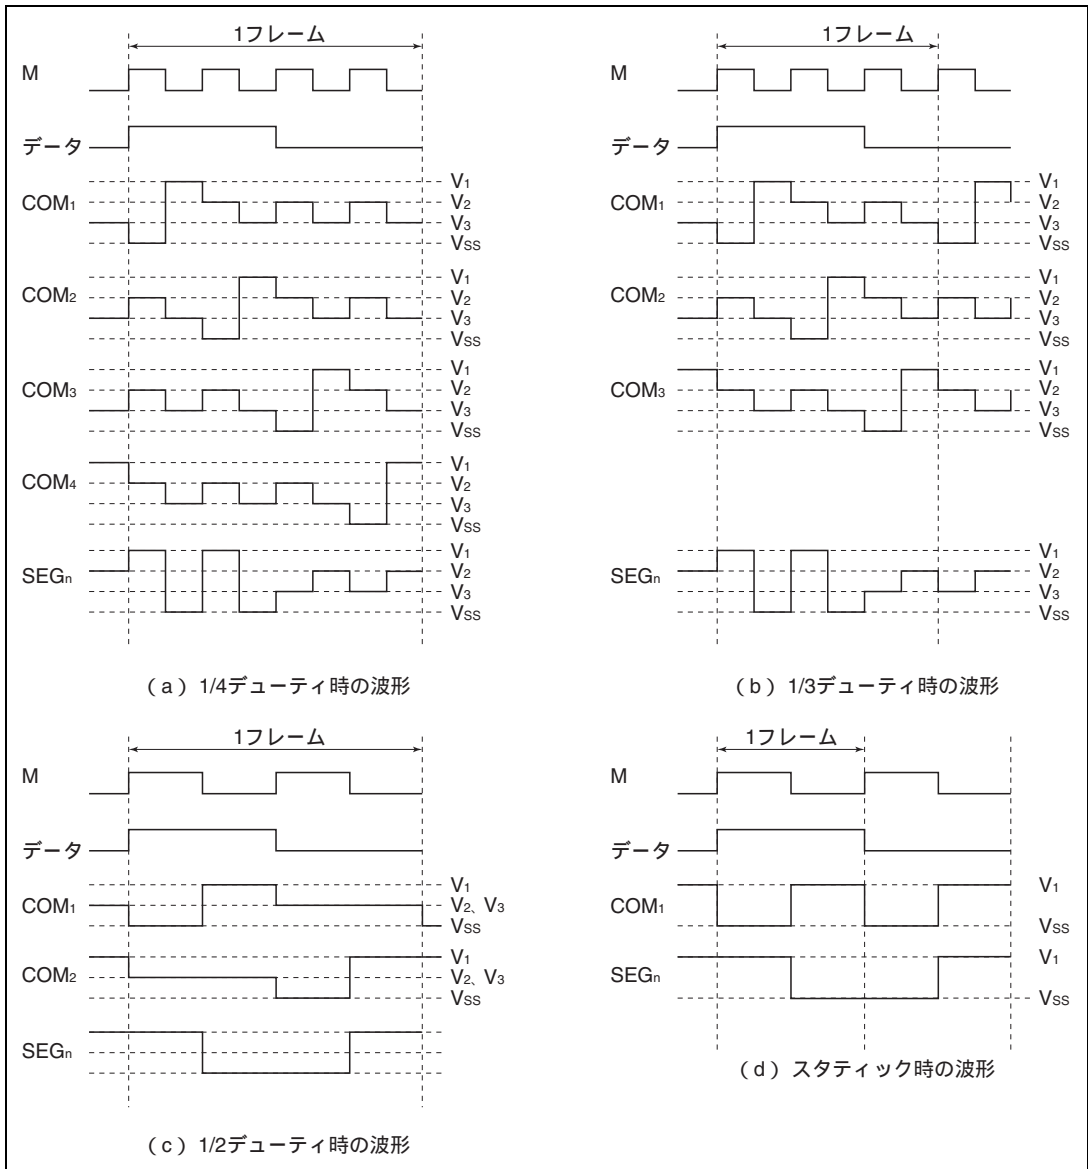 1フレーム
M
データ
COM1
V1
V2
V3
VSS
COM2
V1
V2
V3
VSS
COM3
V1
V2
V3
VSS
COM4
V1
V2
V3
VSS
SEGn
V1
V2
V3
VSS
(a) 1/4デューティ時の波形
1フレーム
M
データ
COM1
V1
V2
V3
VSS
COM2
V1
V2
V3
VSS
COM3
V1
V2
V3
VSS
SEGn
V1
V2
V3
VSS
(b) 1/3デューティ時の波形
1フレーム
M
データ
COM1
V1
V2、V3
VSS
COM2
V1
V2、V3
VSS
SEGn
(c) 1/2デューティ時の波形
1フレーム
M
データ
COM1
V1
VSS
SEGn
V1
VSS
(d) スタティック時の波形